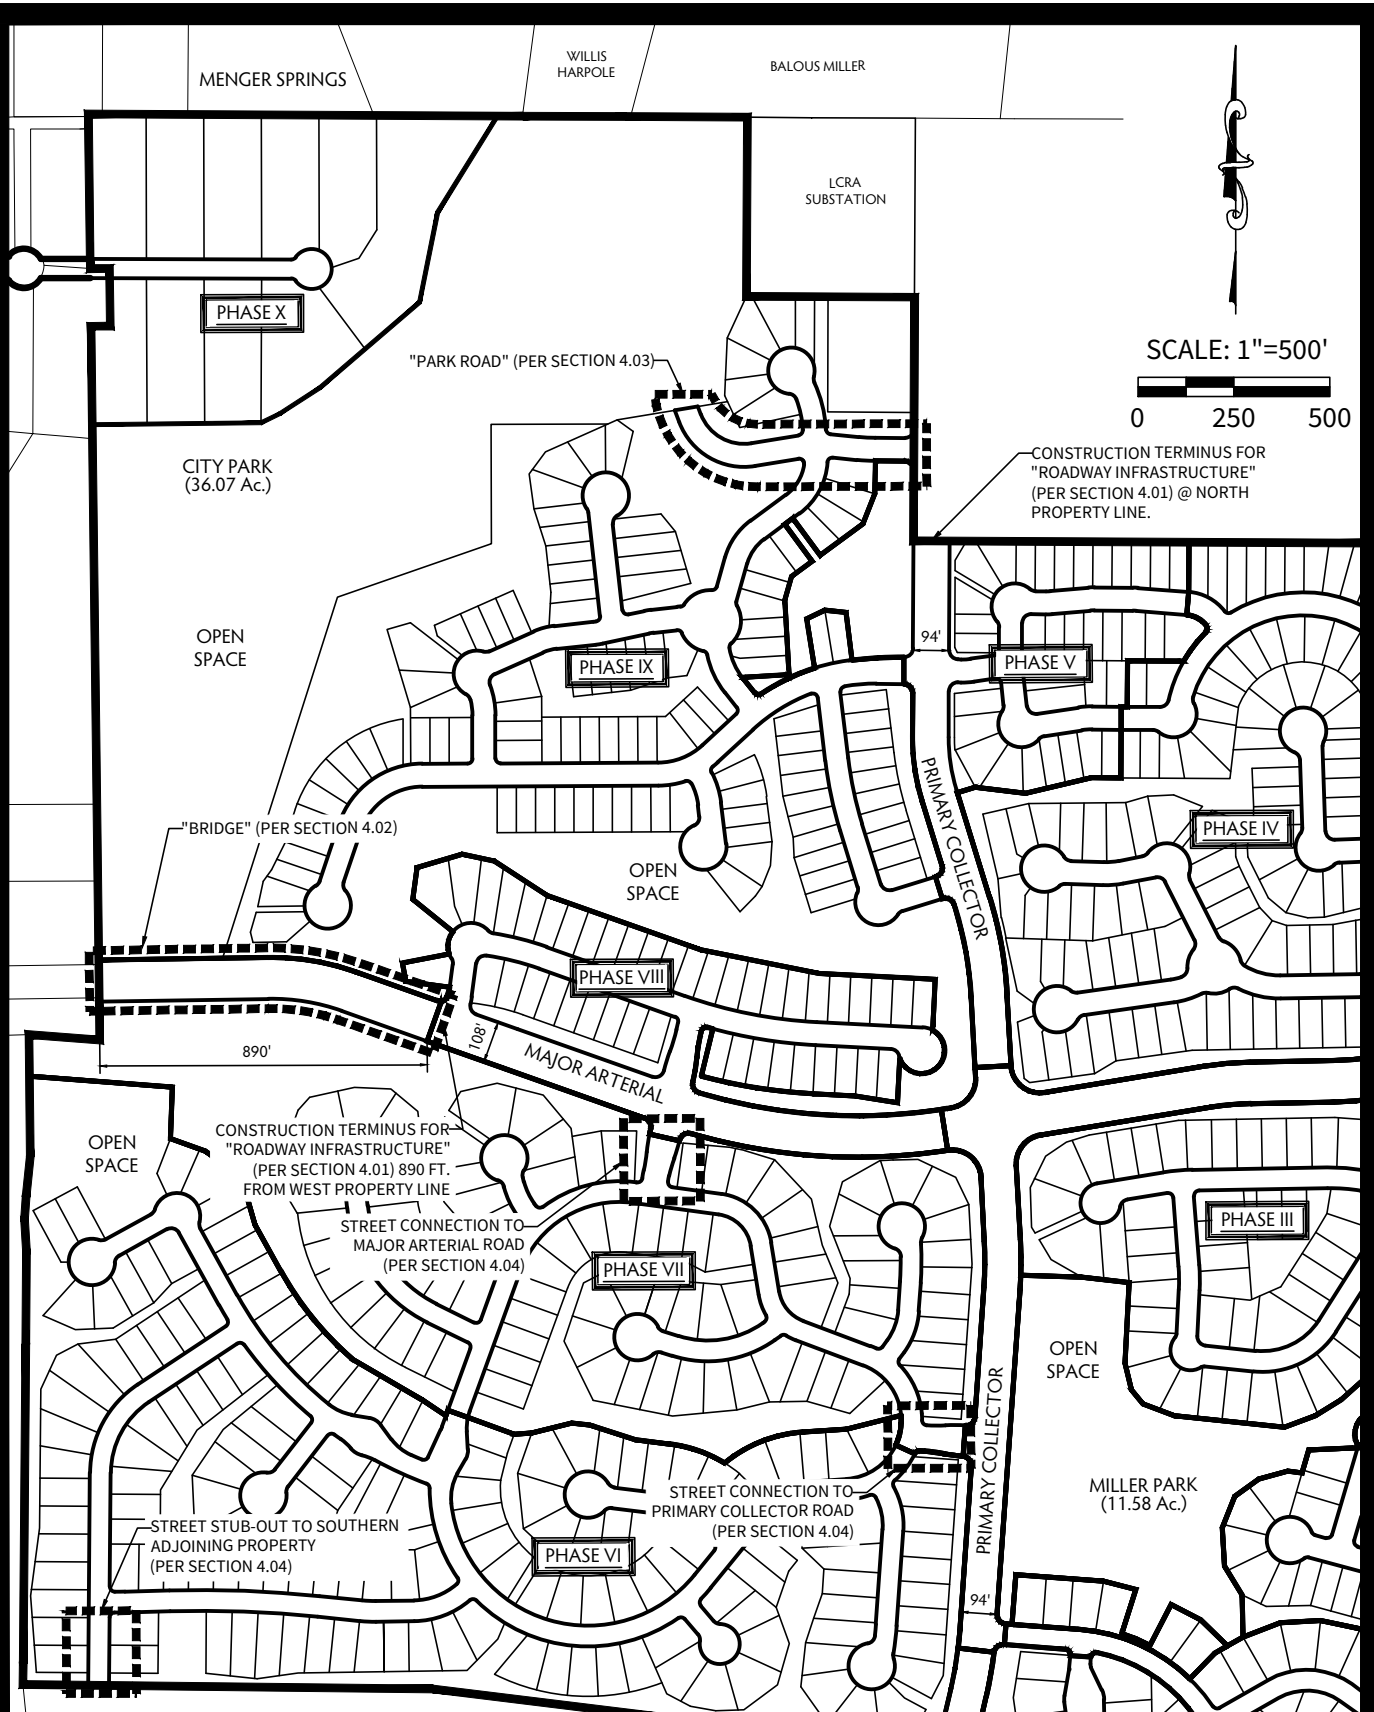 MENGER SPRINGS
WILLIS
HARPOLE
BALOUS MILLER
LCRA
SUBSTATION
PHASE X
SCALE: 1"=500'
0 250 500
"PARK ROAD" (PER SECTION 4.03)
CONSTRUCTION TERMINUS FOR
"ROADWAY INFRASTRUCTURE"
(PER SECTION 4.01) @ NORTH
PROPERTY LINE.
CITY PARK
(36.07 Ac.)
OPEN
SPACE
94'
PHASE IX
PHASE V
PRIMARY COLLECTOR
"BRIDGE" (PER SECTION 4.02)
PHASE IV
OPEN
SPACE
PHASE VIII
108'
890'
MAJOR ARTERIAL
OPEN
SPACE
CONSTRUCTION TERMINUS FOR
"ROADWAY INFRASTRUCTURE"
(PER SECTION 4.01) 890 FT.
FROM WEST PROPERTY LINE
STREET CONNECTION TO
MAJOR ARTERIAL ROAD
(PER SECTION 4.04)
PHASE VII
PHASE III
OPEN
SPACE
PRIMARY COLLECTOR
MILLER PARK
(11.58 Ac.)
STREET CONNECTION TO
PRIMARY COLLECTOR ROAD
(PER SECTION 4.04)
STREET STUB-OUT TO SOUTHERN
ADJOINING PROPERTY
(PER SECTION 4.04)
PHASE VI
94'